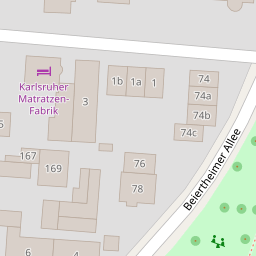 Karlsruher
Matratzen-
Fabrik
3
1b
1a
1
74
74a
74b
74c
5
167
169
76
78
Beiertheimer Allee
6
4